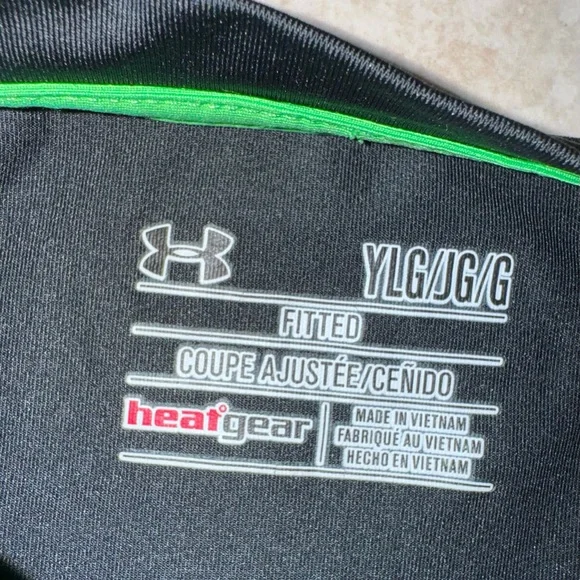 YLG/JG/G
FITTED
COUPE AJUSTÉE/CEÑIDO
heatgear
MADE IN VIETNAM
FABRIQUÉ AU VIETNAM
HECHO EN VIETNAM